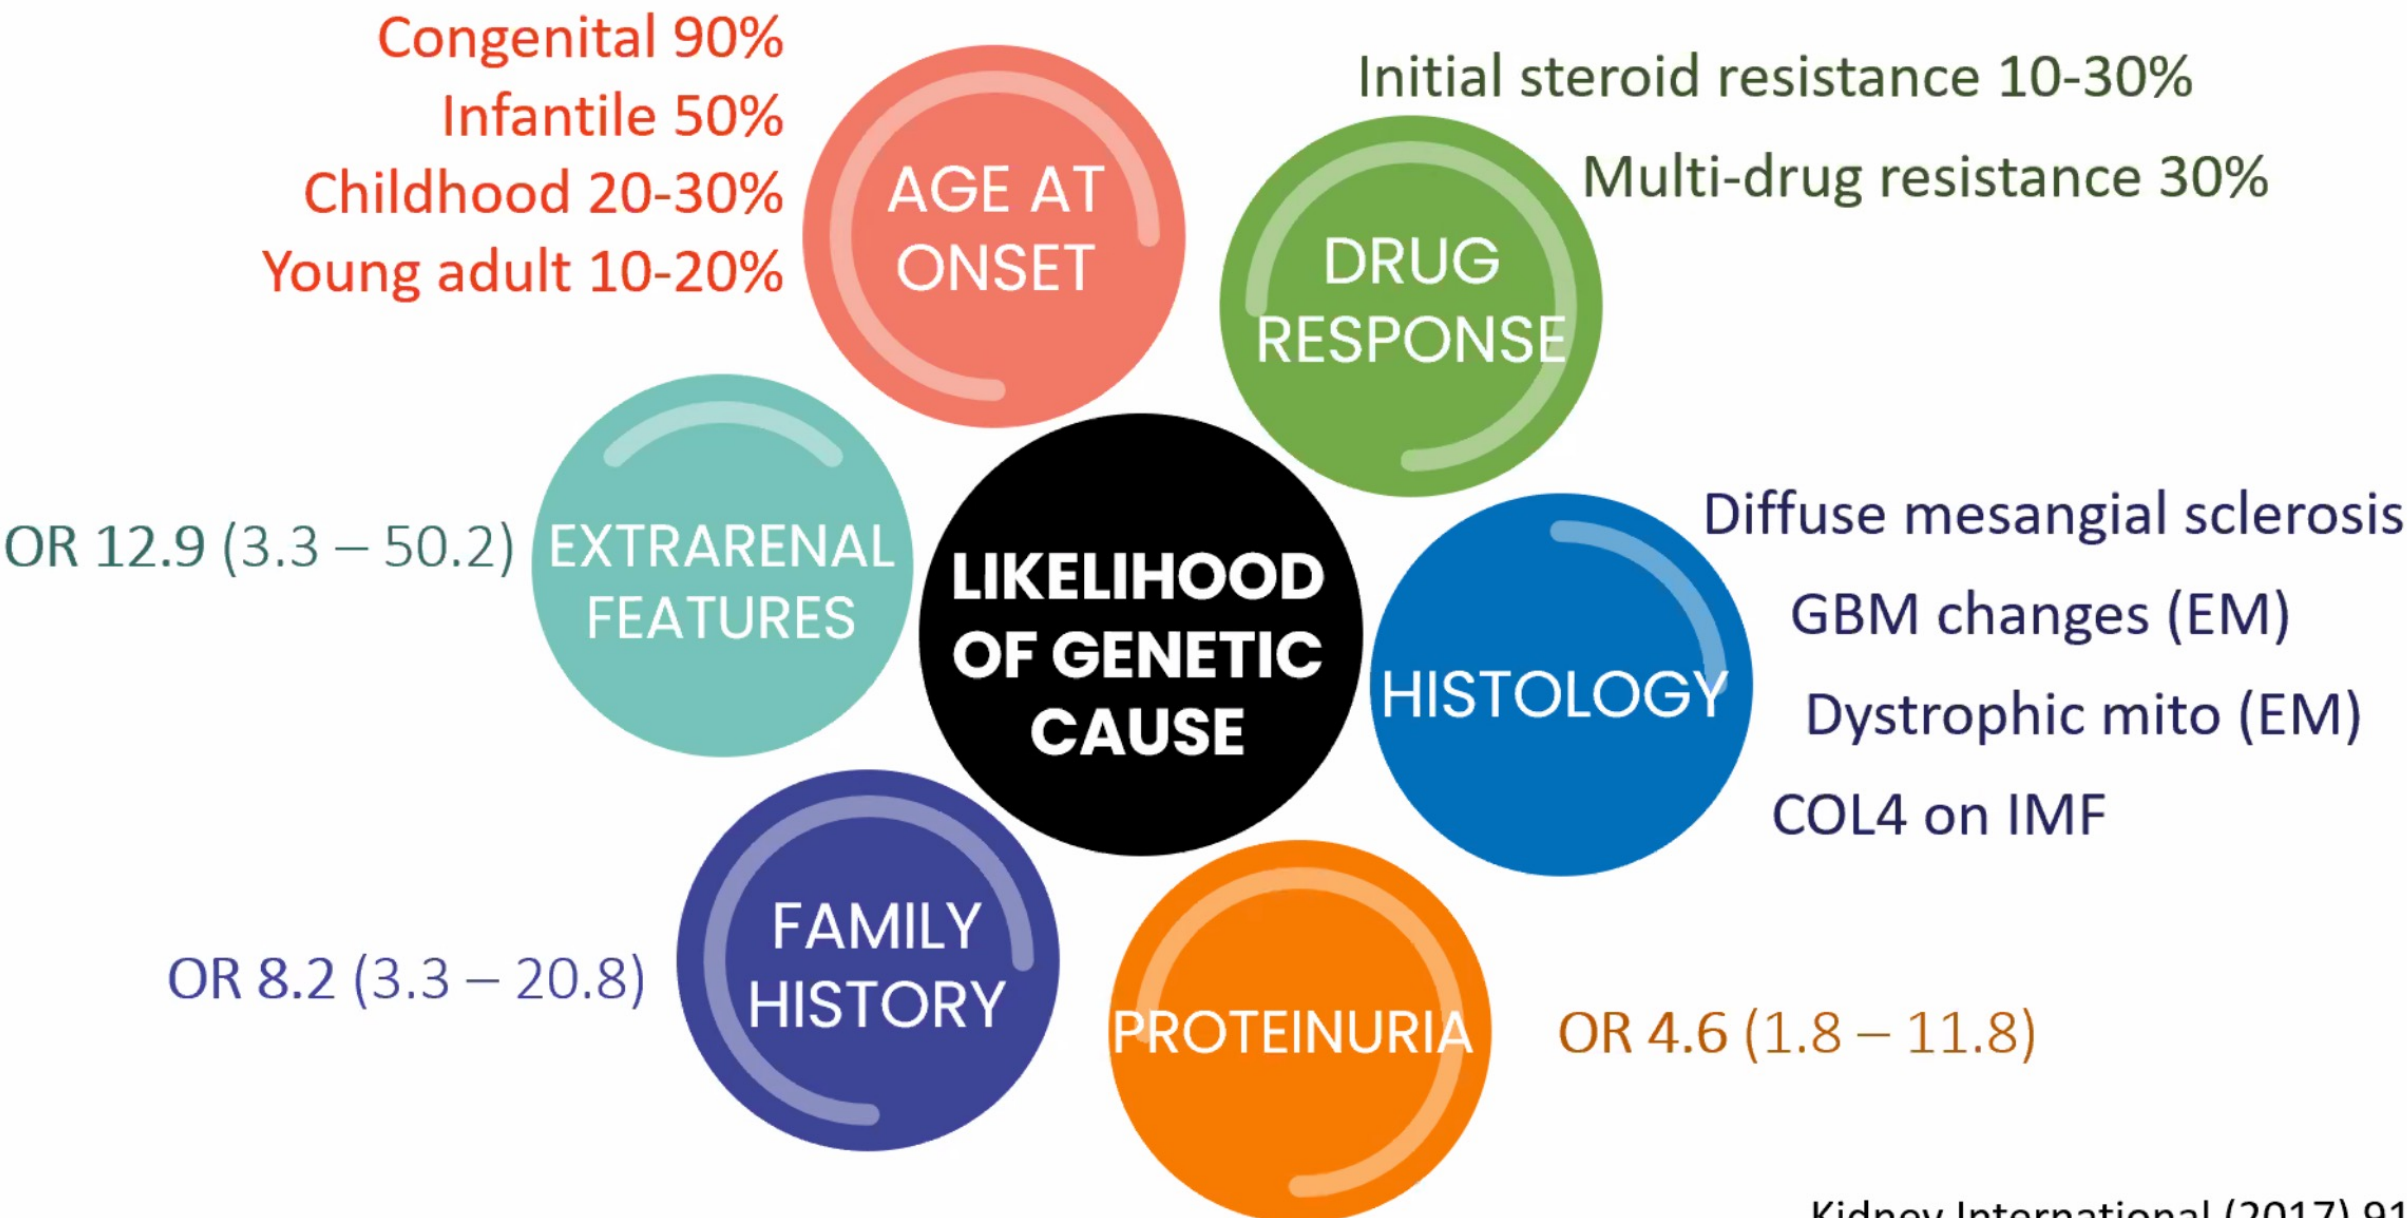 Congenital 90%
Infantile 50%
Childhood 20-30%
Young adult 10-20%
AGE AT
ONSET
Initial steroid resistance 10-30%
Multi-drug resistance 30%
DRUG
RESPONSE
OR 12.9 (3.3 – 50.2)
EXTRARENAL
FEATURES
LIKELIHOOD
OF GENETIC
CAUSE
HISTOLOGY
Diffuse mesangial sclerosis
GBM changes (EM)
Dystrophic mito (EM)
COL4 on IMF
OR 8.2 (3.3 – 20.8)
FAMILY
HISTORY
PROTEINURIA
OR 4.6 (1.8 – 11.8)
Kidney International (2017) 91